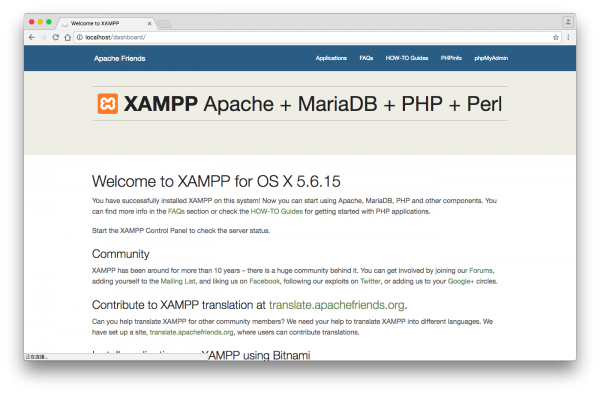 Welcome to XAMPP
localhost/dashboard/
Apache Friends
Applications FAQs HOW-TO Guides PHPInfo phpMyAdmin
XAMPP Apache + MariaDB + PHP + Perl
Welcome to XAMPP for OS X 5.6.15
You have successfully installed XAMPP on this system! Now you can start using Apache, MariaDB, PHP and other components. You
can find more info in the FAQs section or check the HOW-TO Guides for getting started with PHP applications.
Start the XAMPP Control Panel to check the server status.
Community
XAMPP has been around for more than 10 years – there is a huge community behind it. You can get involved by joining our Forums,
adding yourself to the Mailing List, and liking us on Facebook, following our exploits on Twitter, or adding us to your Google+ circles.
Contribute to XAMPP translation at translate.apachefriends.org.
Can you help translate XAMPP for other community members? We need your help to translate XAMPP into different languages. We
have set up a site, translate.apachefriends.org, where users can contribute translations.
XAMPP using Bitnami
正在连接...